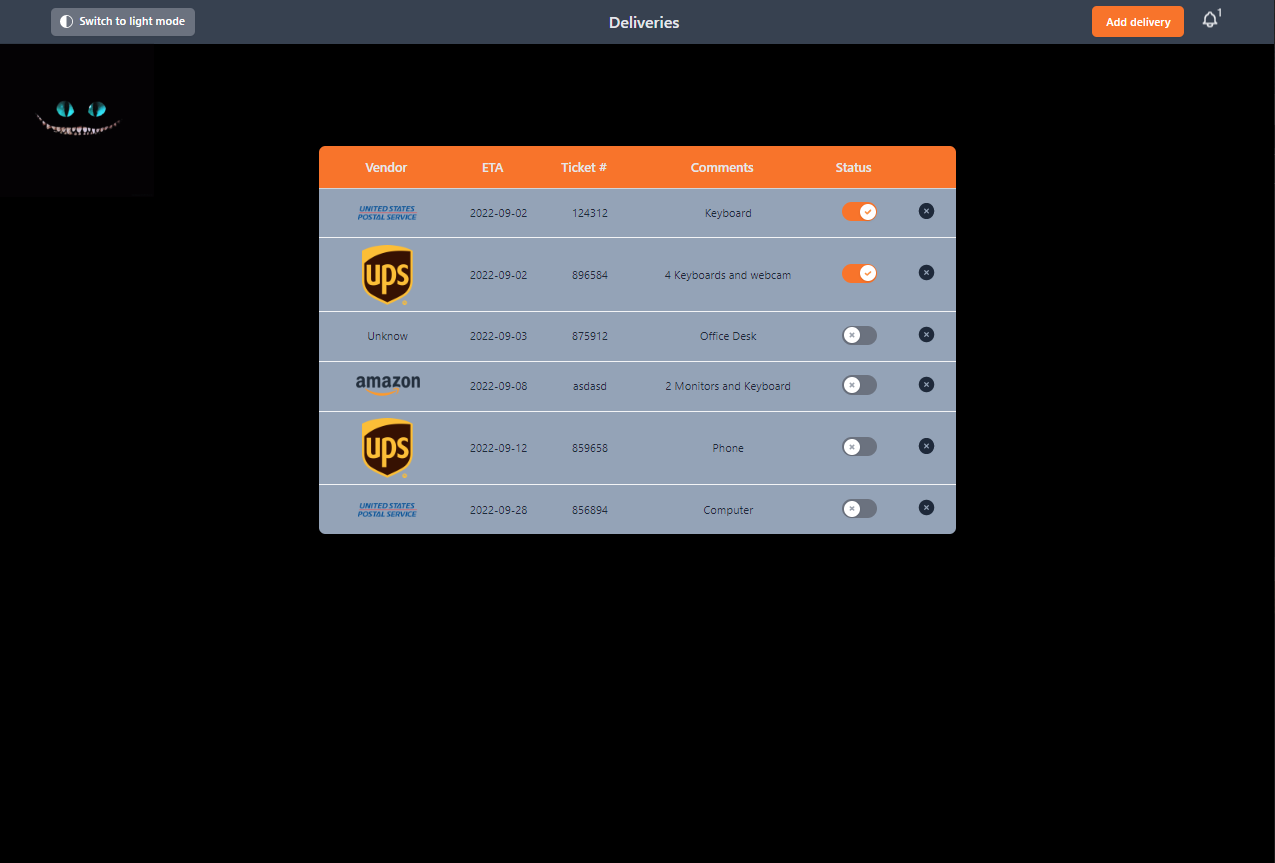 Switch to light mode
Deliveries
Add delivery
1
Vendor ETA Ticket # Comments Status
UNITED STATES
POSTAL SERVICE
2022-09-02 124312 Keyboard
ups 2022-09-02 896584 4 Keyboards and webcam
Unknow 2022-09-03 875912 Office Desk
amazon 2022-09-08 asdasd 2 Monitors and Keyboard
ups 2022-09-12 859658 Phone
UNITED STATES
POSTAL SERVICE
2022-09-28 856894 Computer